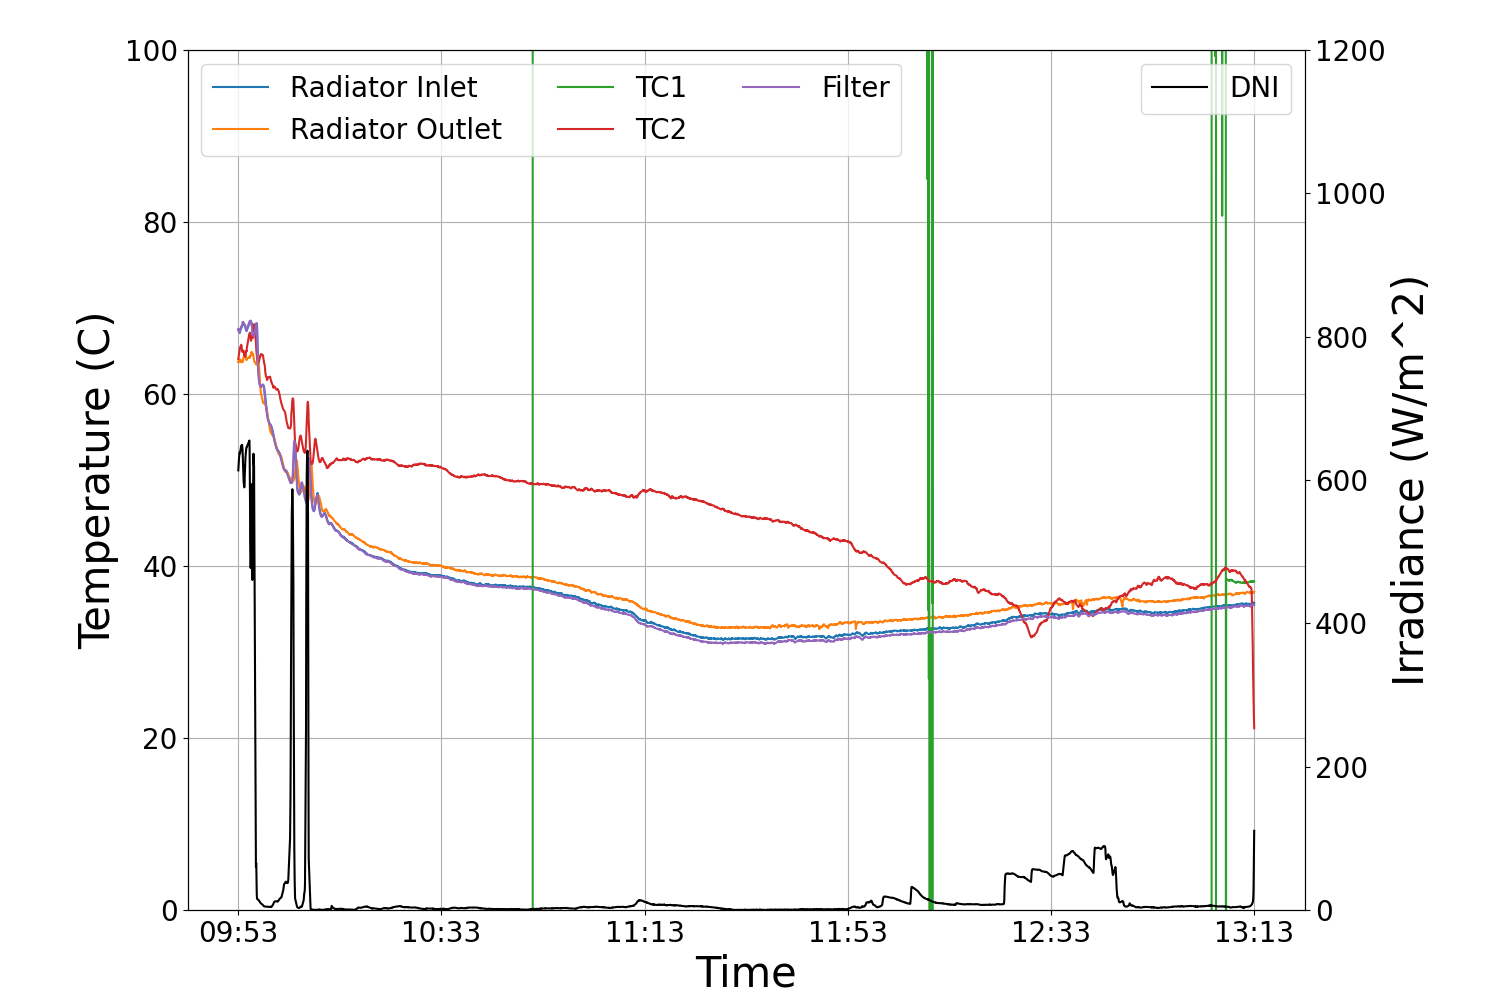 100
80
60
40
20
0
Temperature (C)
Radiator Inlet
Radiator Outlet
TC1
TC2
Filter
DNI
1200
1000
800
600
400
200
0
Irradiance (W/m^2)
09:53 10:33 11:13 11:53 12:33 13:13
Time